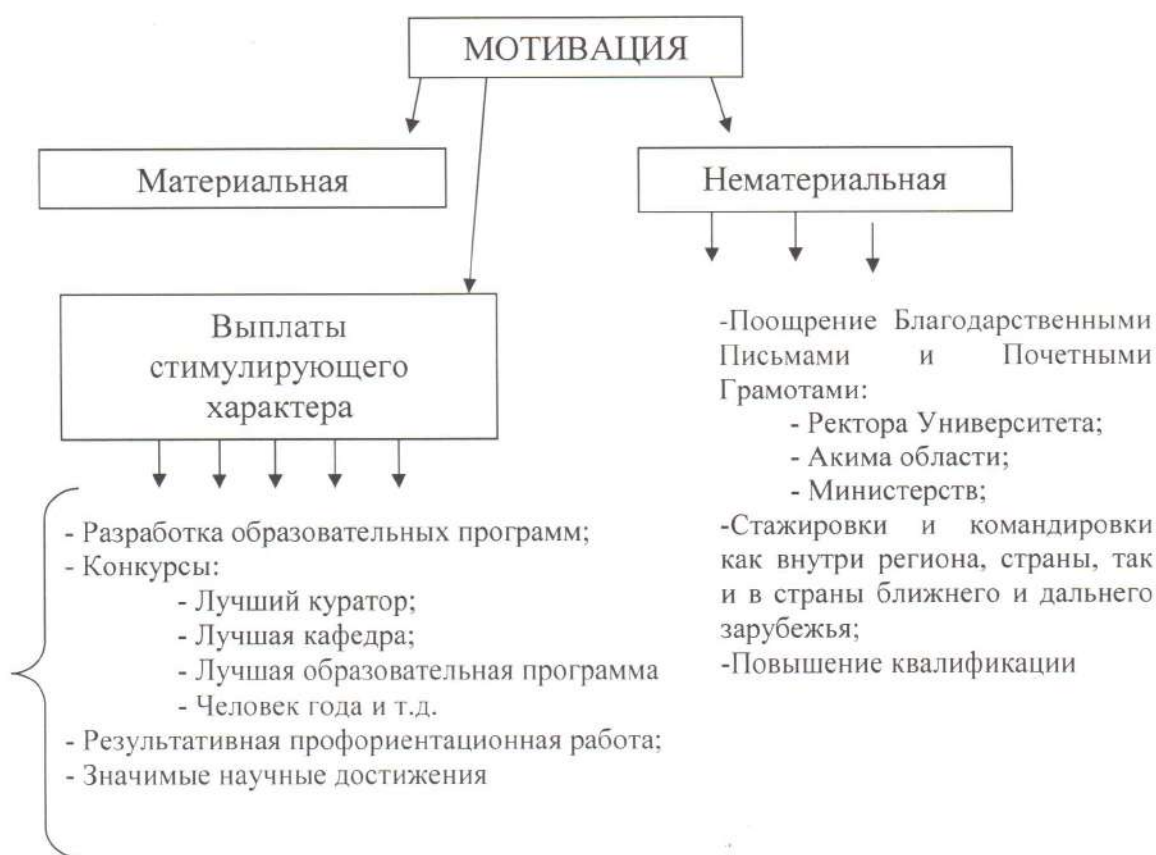 МОТИВАЦИЯ
Материальная
Нематериальная
Выплаты
стимулирующего
характера
- Разработка образовательных программ;
- Конкурсы:
- Лучший куратор;
- Лучшая кафедра;
- Лучшая образовательная программа
- Человек года и т.д.
- Результативная профориентационная работа;
- Значимые научные достижения
-Поощрение Благодарственными
Письмами и Почетными
Грамотами:
- Ректора Университета;
- Акима области;
- Министерств;
-Стажировки и командировки
как внутри региона, страны, так
и в страны ближнего и дальнего
зарубежья;
-Повышение квалификации